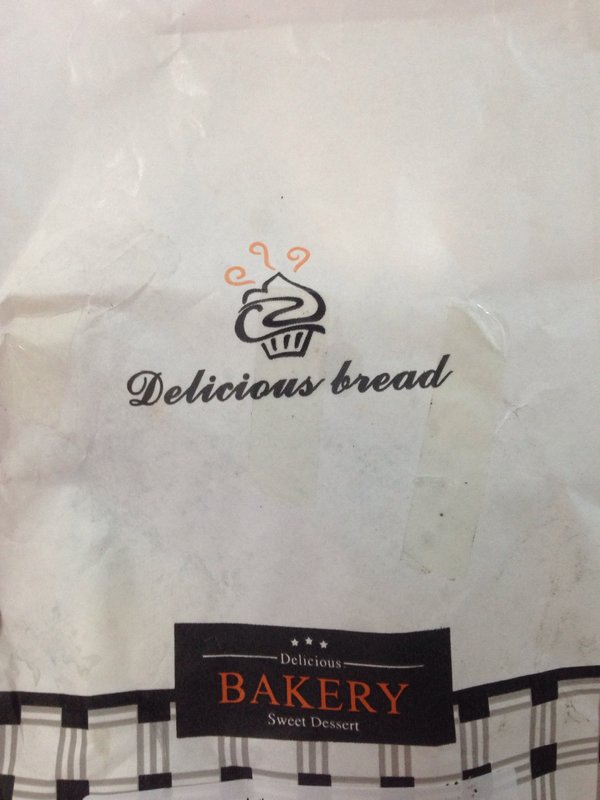 Delicious bread
Delicious
BAKERY
Sweet Dessert